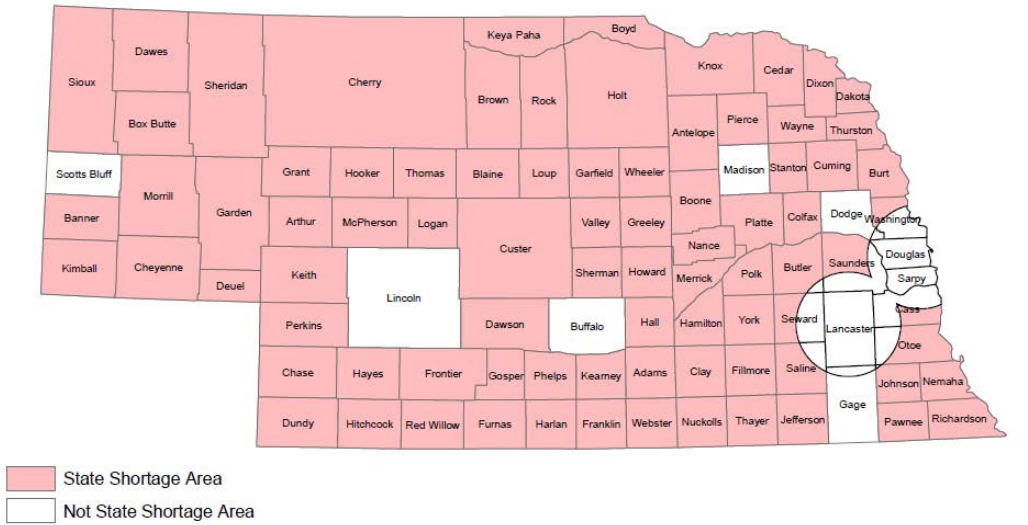 Boyd
Keya Paha
Dawes
Knox
Cedar
Sioux
Sheridan
Cherry
Dixon
Dakota
Brown
Rock
Holt
Box Butte
Antelope
Pierce
Wayne
Thurston
Scotts Bluff
Grant
Hooker
Thomas
Blaine
Loup
Garfield
Wheeler
Madison
Stanton
Cuming
Burt
Morrill
Garden
Boone
Banner
Arthur
McPherson
Logan
Valley
Greeley
Platte
Colfax
Dodge
Washington
Custer
Nance
Douglas
Kimball
Cheyenne
Keith
Sherman
Howard
Merrick
Polk
Butler
Saunders
Sarpy
Deuel
Lincoln
Cass
Perkins
Dawson
Buffalo
Hall
Hamilton
York
Seward
Lancaster
Otoe
Chase
Hayes
Frontier
Gosper
Phelps
Kearney
Adams
Clay
Fillmore
Saline
Johnson
Nemaha
Gage
Dundy
Hitchcock
Red Willow
Furnas
Harlan
Franklin
Webster
Nuckolls
Thayer
Jefferson
Pawnee
Richardson
State Shortage Area
Not State Shortage Area